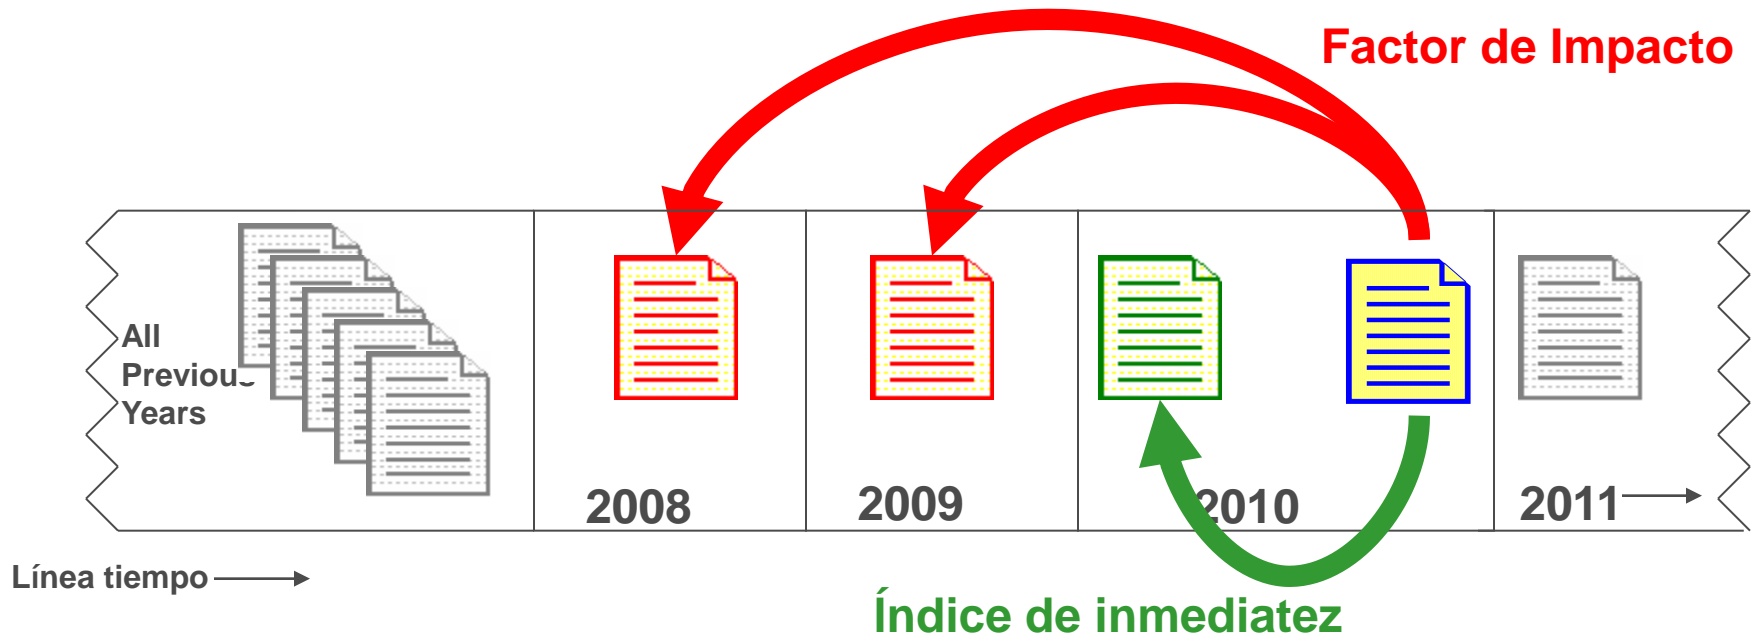 Factor de Impacto
All
Previous
Years
2008
2009
2010
2011
Línea tiempo
Índice de inmediatez